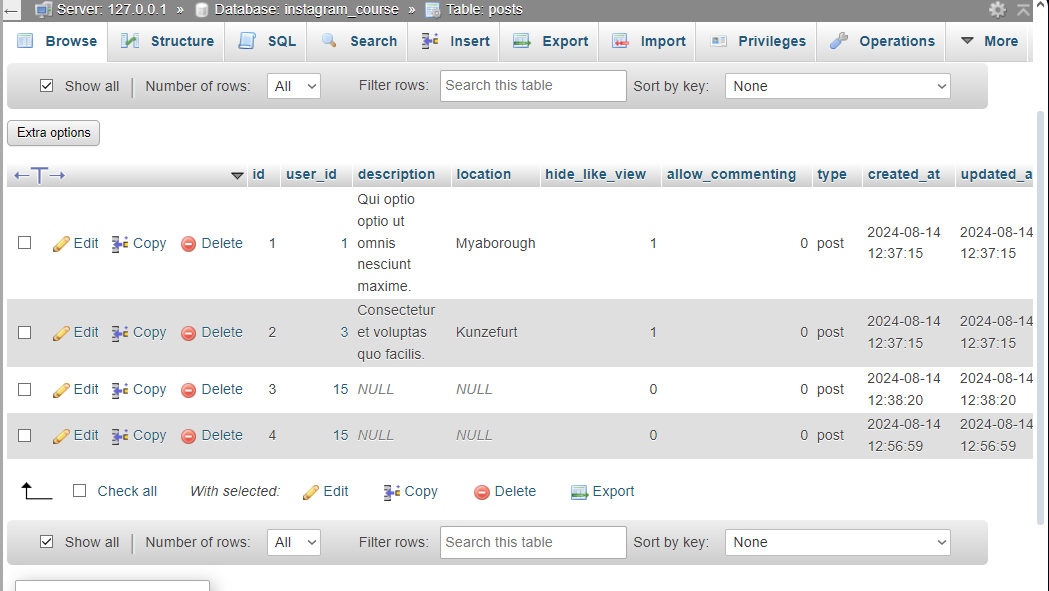 Server: 127.0.0.1 » Database: instagram_course » Table: posts
Browse Structure SQL Search Insert Export Import Privileges Operations More
Show all Number of rows: All Filter rows: Search this table Sort by key: None
Extra options
id user_id description location hide_like_view allow_commenting type created_at updated_a
Edit Copy Delete 1 1 Qui optio
optio ut
omnis
nesciunt
maxime. Myaborough 1 0 post 2024-08-14
12:37:15 2024-08-14
12:37:15
Edit Copy Delete 2 3 Consectetur
et voluptas
quo facilis. Kunzefurt 1 0 post 2024-08-14
12:37:15 2024-08-14
12:37:15
Edit Copy Delete 3 15 NULL NULL 0 0 post 2024-08-14
12:38:20 2024-08-14
12:38:20
Edit Copy Delete 4 15 NULL NULL 0 0 post 2024-08-14
12:56:59 2024-08-14
12:56:59
Check all With selected: Edit Copy Delete Export
Show all Number of rows: All Filter rows: Search this table Sort by key: None